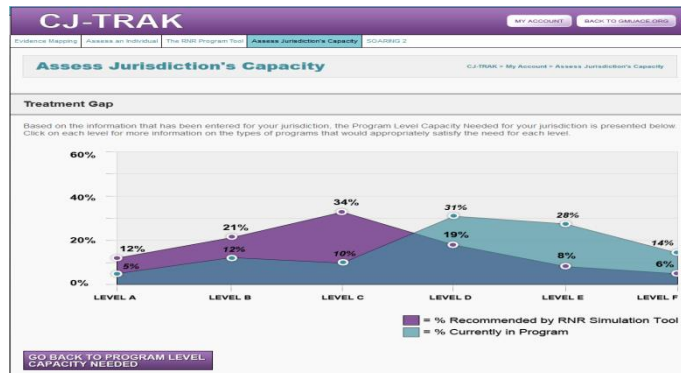 CJ-TRAK
MY ACCOUNT
BACK TO GMUACE.ORG
Evidence Mapping
Assess an Individual
The RNR Program Tool
Assess Jurisdiction's Capacity
SOARING 2
Assess Jurisdiction's Capacity
CJ-TRAK > My Account > Assess Jurisdiction's Capacity
Treatment Gap
Based on the information that has been entered for your jurisdiction, the Program Level Capacity Needed for your jurisdiction is presented below.
Click on each level for more information on the types of programs that would appropriately satisfy the need for each level.
60%
40%
20%
0%
12%
21%
34%
19%
8%
6%
5%
12%
10%
31%
28%
14%
LEVEL A
LEVEL B
LEVEL C
LEVEL D
LEVEL E
LEVEL F
= % Recommended by RNR Simulation Tool
= % Currently in Program
GO BACK TO PROGRAM LEVEL
CAPACITY NEEDED